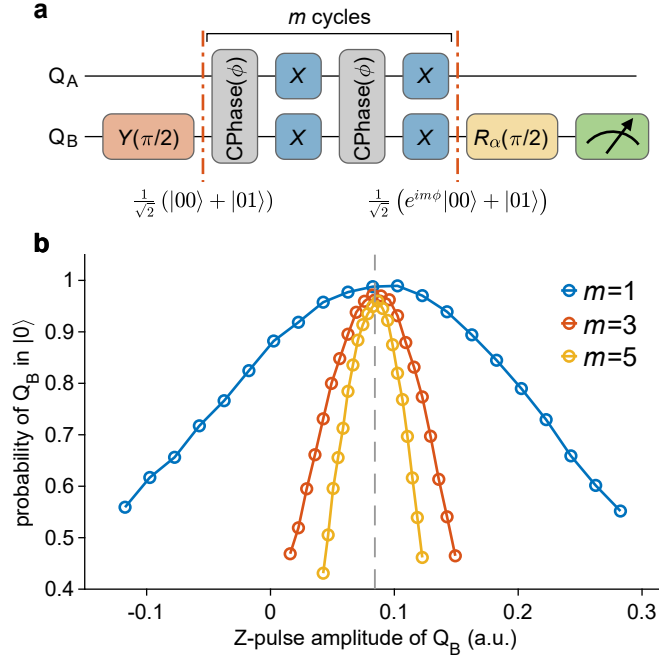 a
m cycles
Q_A
CPhase(ϕ)
X
CPhase(ϕ)
X
Q_B
Y(π/2)
X
X
R_α(π/2)
1/√2 (|00⟩ + |01⟩)
1/√2 (e^{imϕ}|00⟩ + |01⟩)
b
probability of Q_B in |0⟩
1
0.9
0.8
0.7
0.6
0.5
0.4
m=1
m=3
m=5
-0.1
0
0.1
0.2
0.3
Z-pulse amplitude of Q_B (a.u.)